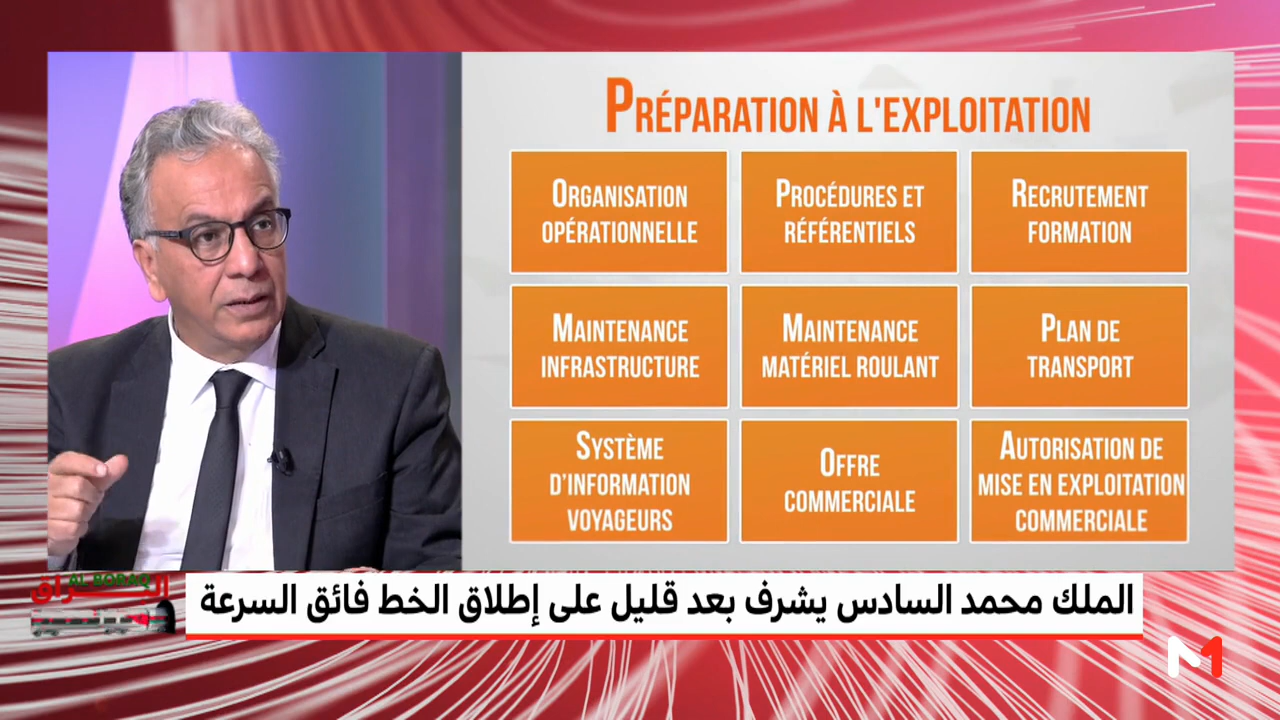 PRÉPARATION À L'EXPLOITATION
ORGANISATION
OPÉRATIONNELLE
PROCÉDURES ET
RÉFÉRENTIELS
RECRUTEMENT
FORMATION
MAINTENANCE
INFRASTRUCTURE
MAINTENANCE
MATÉRIEL ROULANT
PLAN DE
TRANSPORT
SYSTÈME
D'INFORMATION
VOYAGEURS
OFFRE
COMMERCIALE
AUTORISATION DE
MISE EN EXPLOITATION
COMMERCIALE
AL BORAQ
البراق
الملك محمد السادس يشرف بعد قليل على إطلاق الخط فائق السرعة
M1